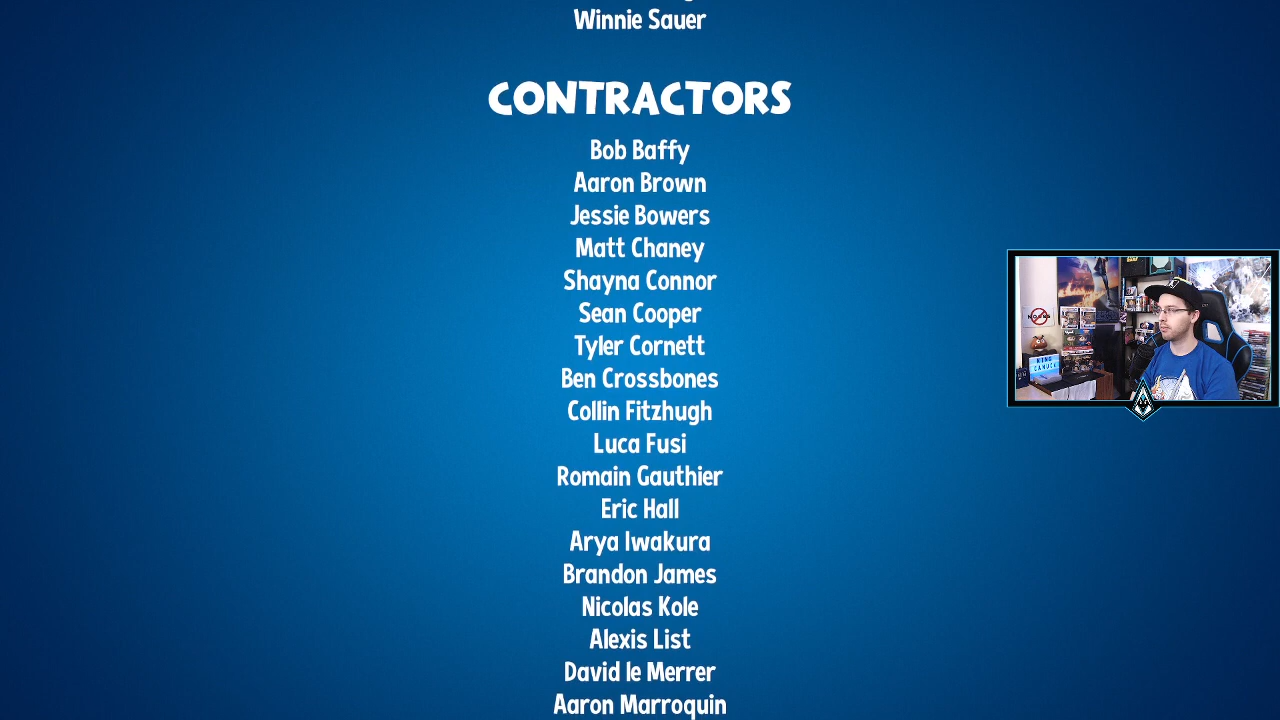 Winnie Sauer
CONTRACTORS
Bob Baffy
Aaron Brown
Jessie Bowers
Matt Chaney
Shayna Connor
Sean Cooper
Tyler Cornett
Ben Crossbones
Collin Fitzhugh
Luca Fusi
Romain Gauthier
Eric Hall
Arya Iwakura
Brandon James
Nicolas Kole
Alexis List
David le Merrer
Aaron Marroquin
KING
CANUCK